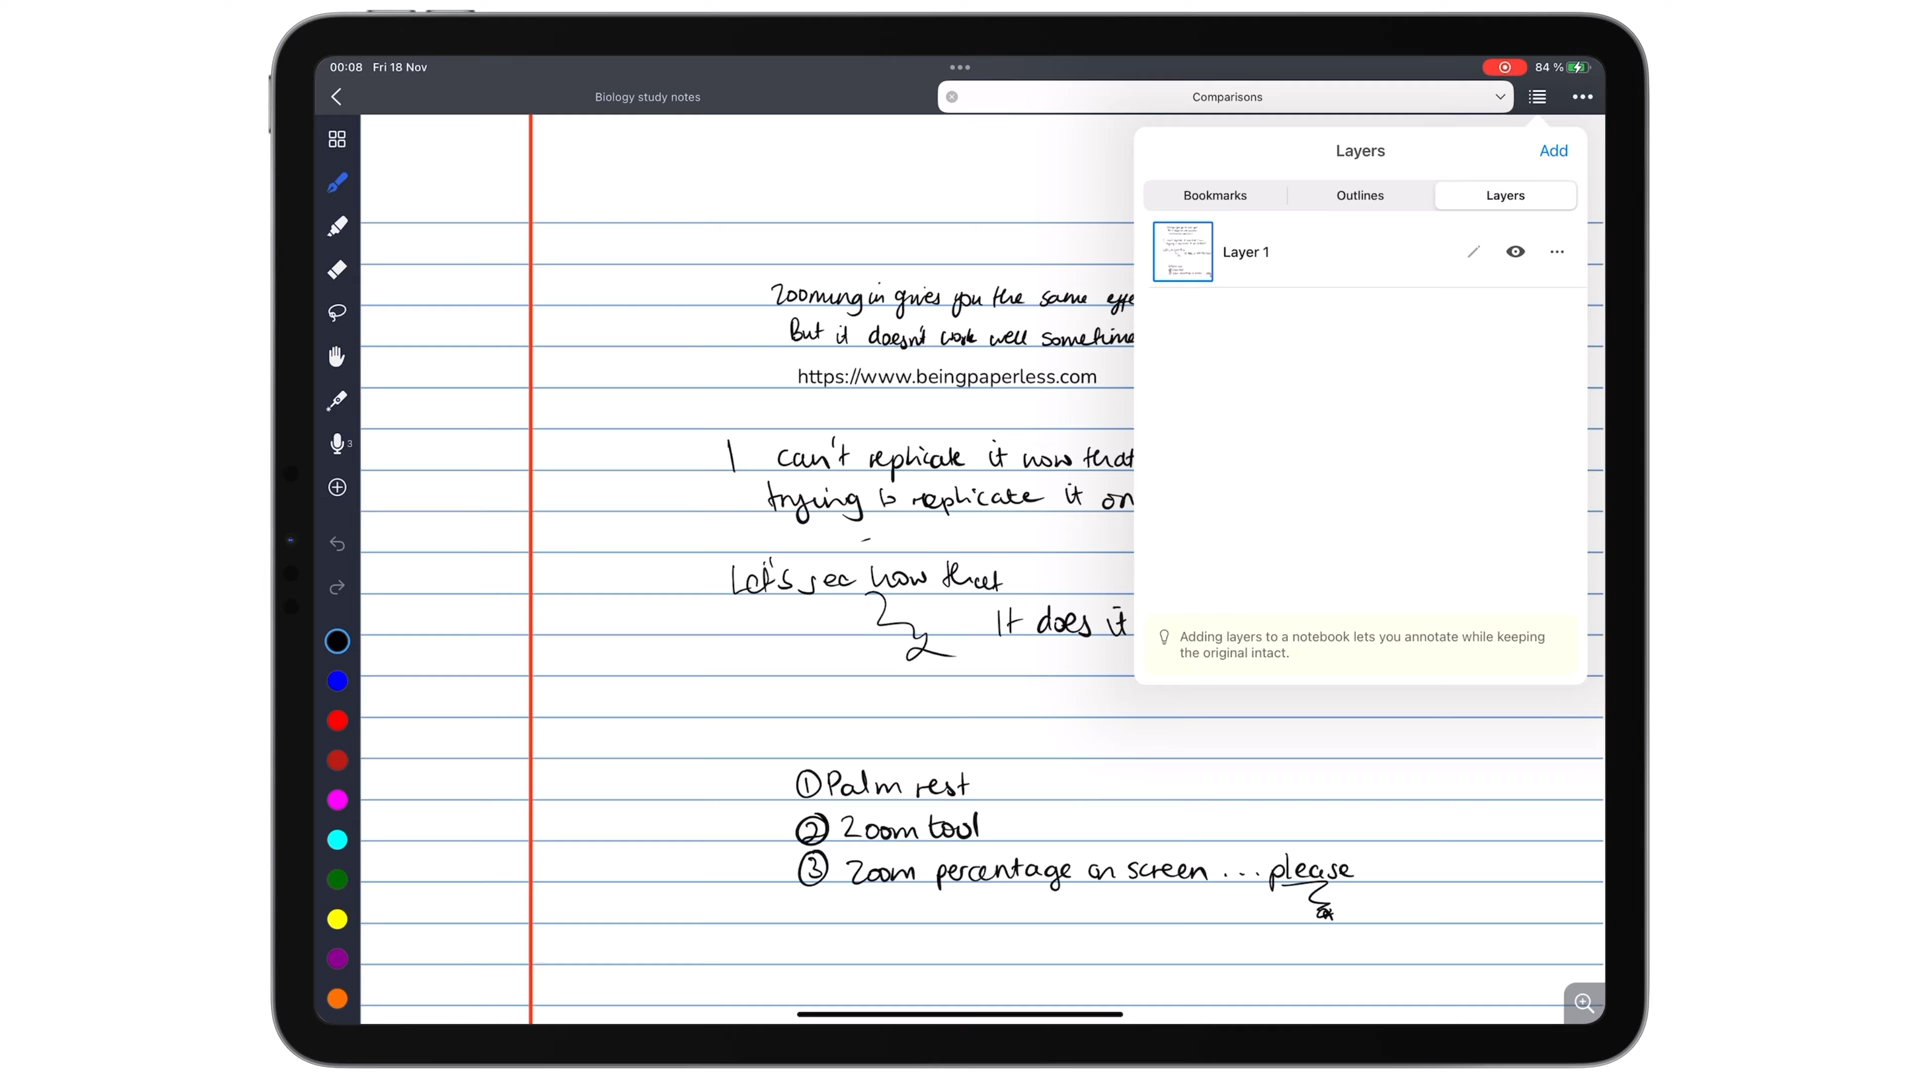 00:08 Fri 18 Nov
84 %
Biology study notes
Comparisons
Layers
Add
Bookmarks
Outlines
Layers
Layer 1
Zooming in gives you the same effe
But it doesn't work well sometime
https://www.beingpaperless.com
3
I can't replicate it now that
trying to replicate it on
Let's see how that
It does it
Adding layers to a notebook lets you annotate while keeping
the original intact.
① Palm rest
② Zoom tool
③ Zoom percentage on screen ... please